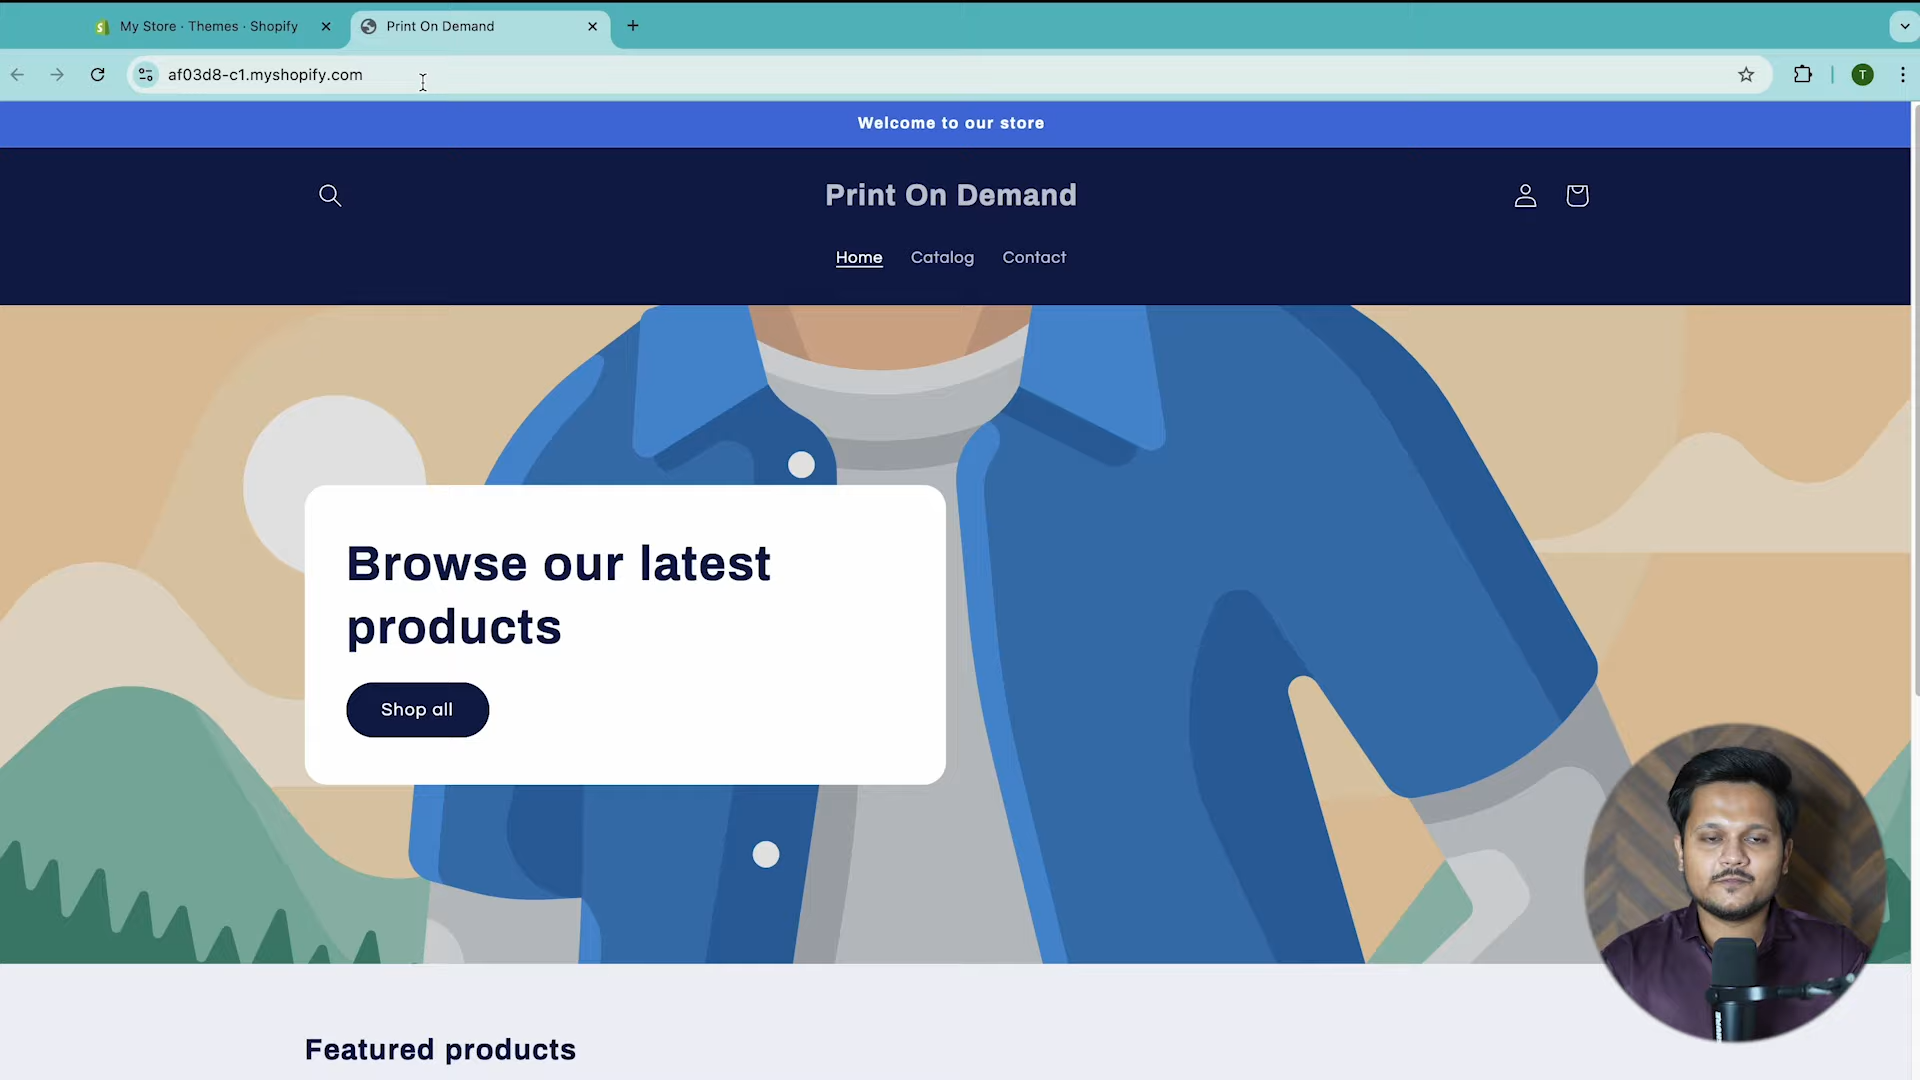 My Store · Themes · Shopify
Print On Demand
af03d8-c1.myshopify.com
T
Welcome to our store
Print On Demand
Home Catalog Contact
Browse our latest
products
Shop all
Featured products